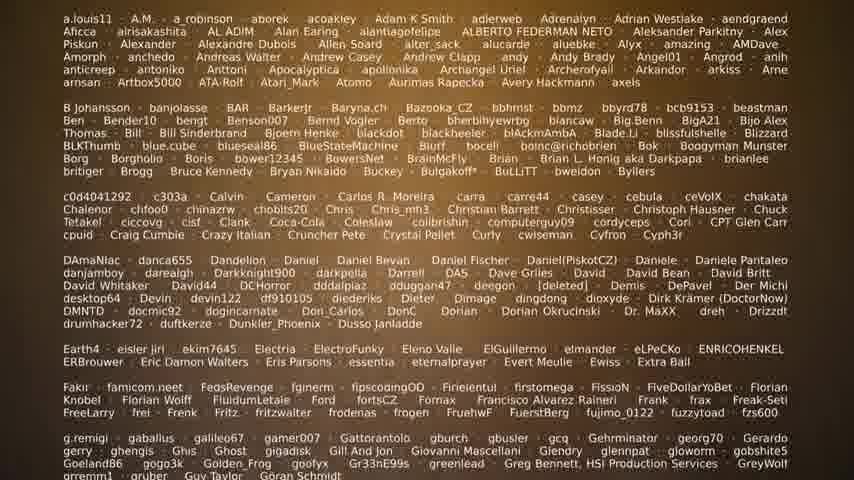 a.louis11 · A.M. · a_robinson · aborek · acoakley · Adam K Smith · adlerweb · Adrenalyn · Adrian Westlake · aendgraend
Aficca · airisakashita · AL ADIM · Alan Earing · alantiagofelipe · ALBERTO FEDERMAN NETO · Aleksander Parkitny · Alex
Piskun · Alexander · Alexandre Dubois · Allen Soard · alter_sack · alucarde · aluebke · Alyx · amazing · AMDave
Amorph · anchedo · Andreas Walter · Andrew Casey · Andrew Clapp · andy · Andy Brady · Angel01 · Angrod · anih
anticreep · antoniko · Anttoni · Apocalyptica · apollonika · Archangel Uriel · Archerofayil · Arkandor · arkiss · Arne
arnsan · Artbox5000 · ATA-Rolf · Atari_Mark · Atomo · Aurimas Rapecka · Avery Hackmann · axels
B Johansson · banjolasse · BAR · BarkerJr · Baryna.ch · Bazooka_CZ · bbhmst · bbmz · bbyrd78 · bcb9153 · beastman
Ben · Bender10 · bengt · Benson007 · Bernd Vogler · Berto · bherbihyewrbg · biancaw · Big.Benn · BigA21 · Bijo Alex
Thomas · Bill · Bill Sinderbrand · Bjoern Henke · blackdot · blackheeler · blAckmAmbA · Blade.Li · blissfulshelle · Blizzard
BLKThumb · blue.cube · blueseal86 · BlueStateMachine · Blurf · boceli · boinc@richobrien · Bok · Boogyman Munster
Borg · Borgholio · Boris · bower12345 · BowersNet · BrainMcFly · Brian · Brian L. Honig aka Darkpapa · brianlee
britiger · Brogg · Bruce Kennedy · Bryan Nikaido · Buckey · Bulgakoff* · BuLLiTT · bweidon · Byllers
c0d4041292 · c303a · Calvin · Cameron · Carlos R. Moreira · carra · carre44 · casey · cebula · ceVoIX · chakata
Chalenor · chfoo0 · chinazrw · chobits20 · Chris · Chris_mh3 · Christian Barrett · Christisser · Christoph Hausner · Chuck
Tetakel · ciccovg · cisf · Clank · Coca-Cola · Coleslaw · colibrishin · computerguy09 · cordyceps · Cori · CPT Glen Carr
cpuid · Craig Cumbie · Crazy Italian · Cruncher Pete · Crystal Pellet · Curly · cwiseman · Cyfron · Cyph3r
DAmaNIac · danca655 · Dandelion · Daniel · Daniel Bevan · Daniel Fischer · Daniel(PiskotCZ) · Daniele · Daniele Pantaleo
danjamboy · darealgh · Darkknight900 · darkpella · Darrell · DAS · Dave Griles · David · David Bean · David Britt
David Whitaker · David44 · DCHorror · dddalpiaz · dduggan47 · deegon · [deleted] · Demis · DePavel · Der Michi
desktop64 · Devin · devin122 · df910105 · diederiks · Dieter · Dimage · dingdong · dioxyde · Dirk Krämer (DoctorNow)
DMNTD · docmic92 · dogincarnate · Don_Carlos · DonC · Dorian · Dorian Okrucinski · Dr. MaXX · dreh · Drizzdt
drumhacker72 · duftkerze · Dunkler_Phoenix · Dusso Janladde
Earth4 · eisler jiri · ekim7645 · Electria · ElectroFunky · Eleno Valle · ElGuillermo · elmander · eLPeCKo · ENRICOHENKEL
ERBrouwer · Eric Damon Walters · Eris Parsons · essentia · eternalprayer · Evert Meulie · Ewiss · Extra Ball
Fakir · famicom.neet · FedsRevenge · fginerm · fipscodingOD · Fireientul · firstomega · FissioN · FiveDollarYoBet · Florian
Knobel · Florian Wolff · FluidumLetale · Ford · fortsCZ · Fornax · Francisco Alvarez Raineri · Frank · frax · Freak-Seti
FreeLarry · frei · Frenk · Fritz · fritzwalter · frodenas · frogen · FruehwF · FuerstBerg · fujimo_0122 · fuzzytoad · fzs600
g.remigi · gaballus · galileo67 · gamer007 · Gattorantolo · gburch · gbusler · gcq · Gehrminator · georg70 · Gerardo
gerry · ghengis · Ghis · Ghost · gigadisk · Gill And Jon · Giovanni Mascellani · Glendry · glennpat · gloworm · gobshite5
Goeland86 · gogo3k · Golden_Frog · goofyx · Gr33nE99s · greenlead · Greg Bennett, HSI Production Services · GreyWolf
grremm1 · gruber · Guy Taylor · Göran Schmidt